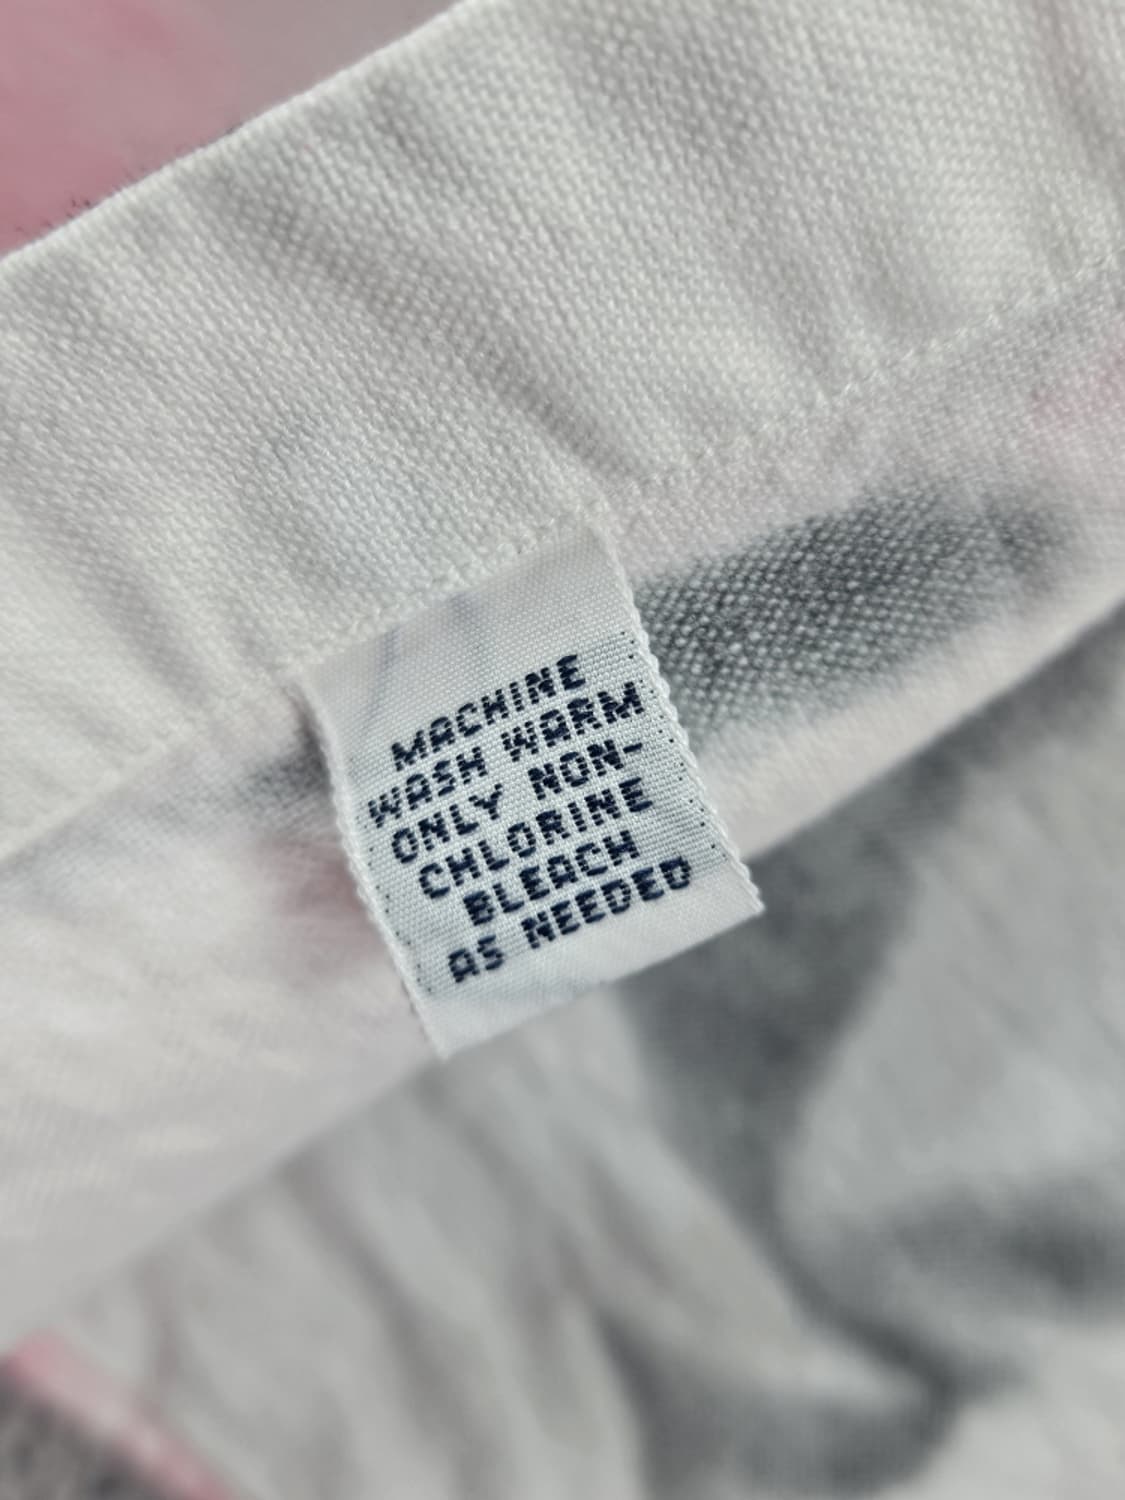 MACHINE
WASH WARM
ONLY NON-
CHLORINE
BLEACH
AS NEEDED